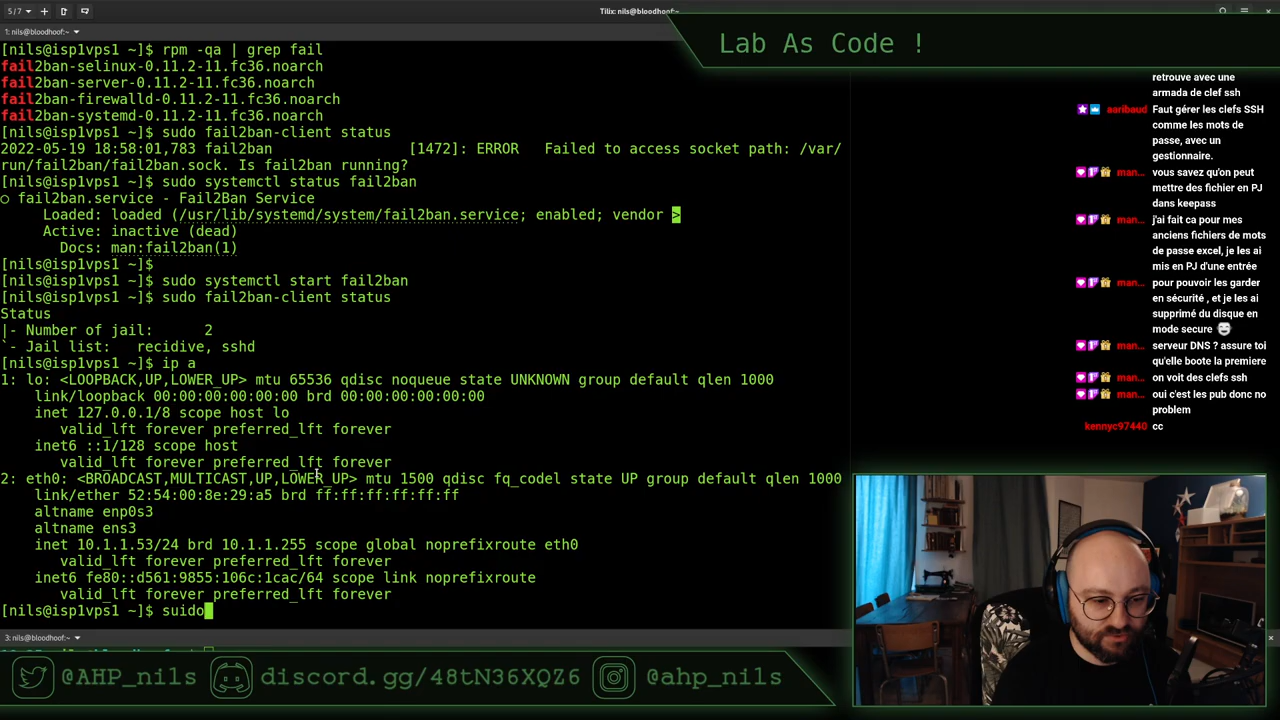 5/7
Tilix: nils@bloodhoof:~
1: nils@bloodhoof:~
[nils@isp1vps1 ~]$ rpm -qa | grep fail
fail2ban-selinux-0.11.2-11.fc36.noarch
fail2ban-server-0.11.2-11.fc36.noarch
fail2ban-firewalld-0.11.2-11.fc36.noarch
fail2ban-systemd-0.11.2-11.fc36.noarch
[nils@isp1vps1 ~]$ sudo fail2ban-client status
2022-05-19 18:58:01,783 fail2ban                [1472]: ERROR   Failed to access socket path: /var/
run/fail2ban/fail2ban.sock. Is fail2ban running?
[nils@isp1vps1 ~]$ sudo systemctl status fail2ban
○ fail2ban.service - Fail2Ban Service
     Loaded: loaded (/usr/lib/systemd/system/fail2ban.service; enabled; vendor >
     Active: inactive (dead)
       Docs: man:fail2ban(1)
[nils@isp1vps1 ~]$
[nils@isp1vps1 ~]$ sudo systemctl start fail2ban
[nils@isp1vps1 ~]$ sudo fail2ban-client status
Status
|- Number of jail:      2
`- Jail list:   recidive, sshd
[nils@isp1vps1 ~]$ ip a
1: lo: <LOOPBACK,UP,LOWER_UP> mtu 65536 qdisc noqueue state UNKNOWN group default qlen 1000
    link/loopback 00:00:00:00:00:00 brd 00:00:00:00:00:00
    inet 127.0.0.1/8 scope host lo
       valid_lft forever preferred_lft forever
    inet6 ::1/128 scope host
       valid_lft forever preferred_lft forever
2: eth0: <BROADCAST,MULTICAST,UP,LOWER_UP> mtu 1500 qdisc fq_codel state UP group default qlen 1000
    link/ether 52:54:00:8e:29:a5 brd ff:ff:ff:ff:ff:ff
    altname enp0s3
    altname ens3
    inet 10.1.1.53/24 brd 10.1.1.255 scope global noprefixroute eth0
       valid_lft forever preferred_lft forever
    inet6 fe80::d561:9855:106c:1cac/64 scope link noprefixroute
       valid_lft forever preferred_lft forever
[nils@isp1vps1 ~]$ suido
3: nils@bloodhoof:~
Lab As Code !
retrouve avec une
armada de clef ssh
aaribaud Faut gérer les clefs SSH
comme les mots de
passe, avec un
gestionnaire.
man... vous savez qu'on peut
mettre des fichier en PJ
dans keepass
man... j'ai fait ca pour mes
anciens fichiers de mots
de passe excel, je les ai
mis en PJ d'une entrée
man... pour pouvoir les garder
en sécurité , et je les ai
supprimé du disque en
mode secure
man... serveur DNS ? assure toi
qu'elle boote la premiere
man... on voit des clefs ssh
man... oui c'est les pub donc no
problem
kennyc97440 cc
@AHP_nils
discord.gg/48tN36XQZ6
@ahp_nils